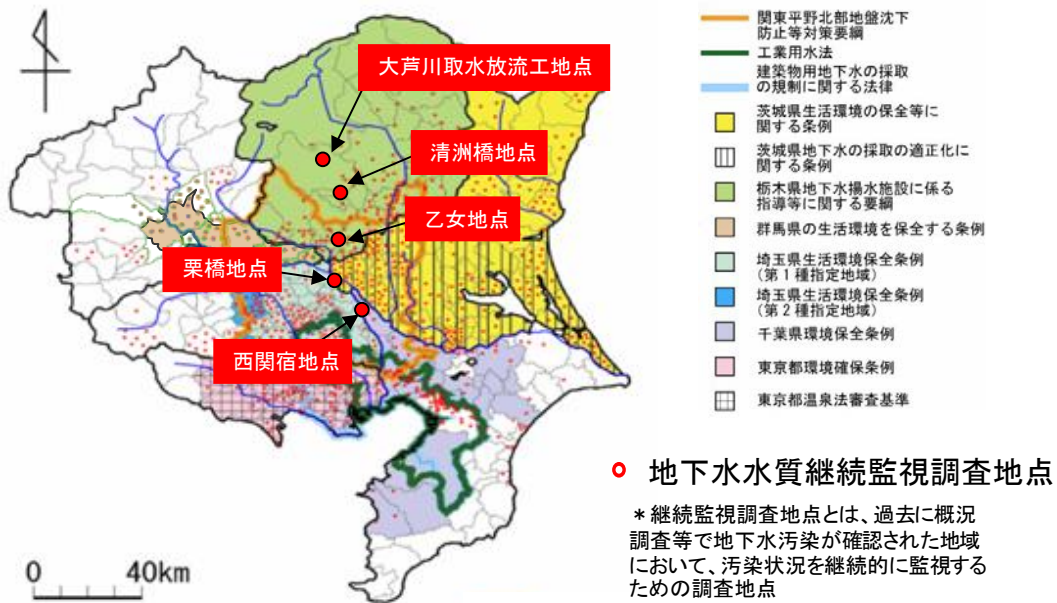 大芦川取水放流工地点
清洲橋地点
乙女地点
栗橋地点
西関宿地点
0 40km
関東平野北部地盤沈下
防止等対策要綱
工業用水法
建築物用地下水の採取
の規制に関する法律
茨城県生活環境の保全等に
関する条例
茨城県地下水の採取の適正化に
関する条例
栃木県地下水揚水施設に係る
指導等に関する要綱
群馬県の生活環境を保全する条例
埼玉県生活環境保全条例
(第1種指定地域)
埼玉県生活環境保全条例
(第2種指定地域)
千葉県環境保全条例
東京都環境確保条例
東京都温泉法審査基準
地下水水質継続監視調査地点
*継続監視調査地点とは、過去に概況
調査等で地下水汚染が確認された地域
において、汚染状況を継続的に監視する
ための調査地点